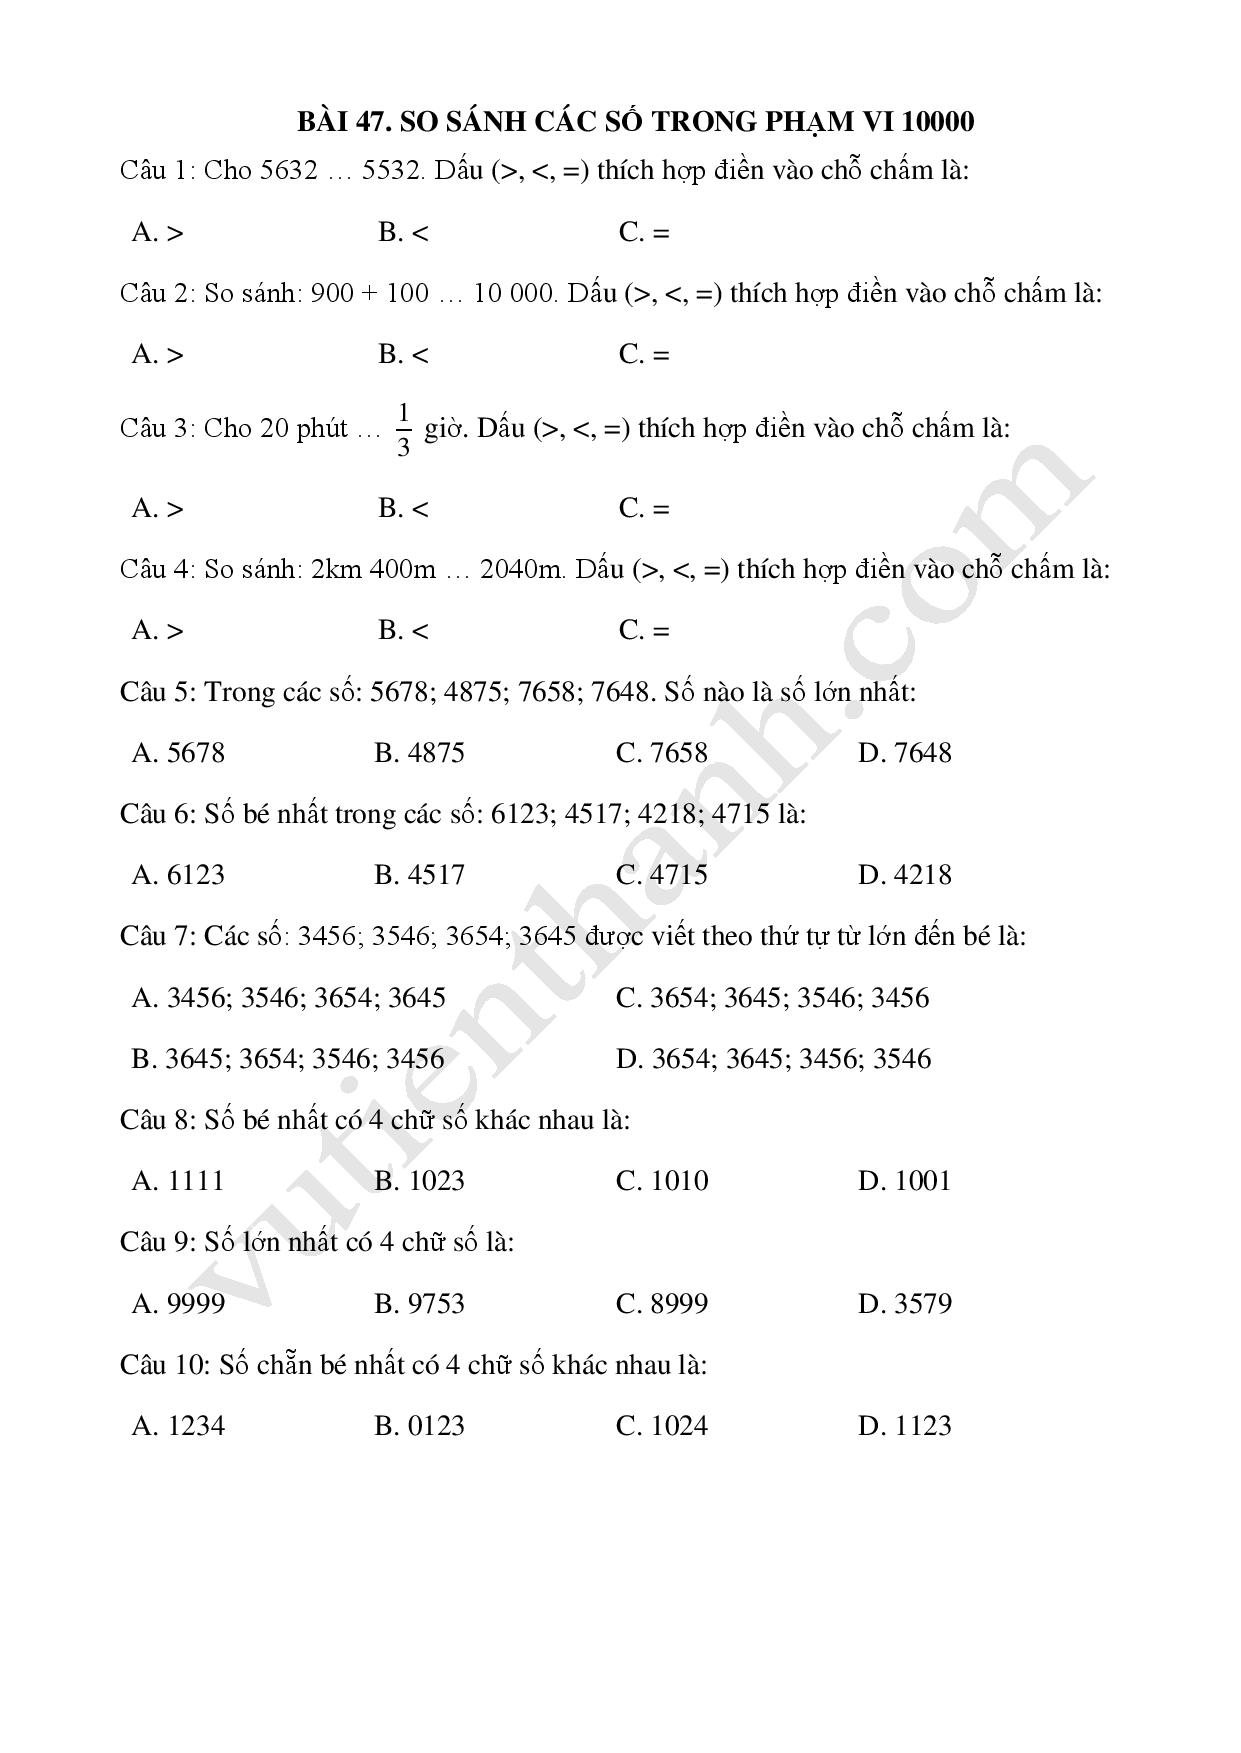 BÀI 47. SO SÁNH CÁC SỐ TRONG PHẠM VI 10000
Câu 1: Cho 5632 … 5532. Dấu (>, <, =) thích hợp điền vào chỗ chấm là:
A. > B. < C. =
Câu 2: So sánh: 900 + 100 … 10 000. Dấu (>, <, =) thích hợp điền vào chỗ chấm là:
A. > B. < C. =
Câu 3: Cho 20 phút … 1/3 giờ. Dấu (>, <, =) thích hợp điền vào chỗ chấm là:
A. > B. < C. =
Câu 4: So sánh: 2km 400m … 2040m. Dấu (>, <, =) thích hợp điền vào chỗ chấm là:
A. > B. < C. =
Câu 5: Trong các số: 5678; 4875; 7658; 7648. Số nào là số lớn nhất:
A. 5678 B. 4875 C. 7658 D. 7648
Câu 6: Số bé nhất trong các số: 6123; 4517; 4218; 4715 là:
A. 6123 B. 4517 C. 4715 D. 4218
Câu 7: Các số: 3456; 3546; 3654; 3645 được viết theo thứ tự từ lớn đến bé là:
A. 3456; 3546; 3654; 3645 C. 3654; 3645; 3546; 3456
B. 3645; 3654; 3546; 3456 D. 3654; 3645; 3456; 3546
Câu 8: Số bé nhất có 4 chữ số khác nhau là:
A. 1111 B. 1023 C. 1010 D. 1001
Câu 9: Số lớn nhất có 4 chữ số là:
A. 9999 B. 9753 C. 8999 D. 3579
Câu 10: Số chẵn bé nhất có 4 chữ số khác nhau là:
A. 1234 B. 0123 C. 1024 D. 1123
vutienthanh.com